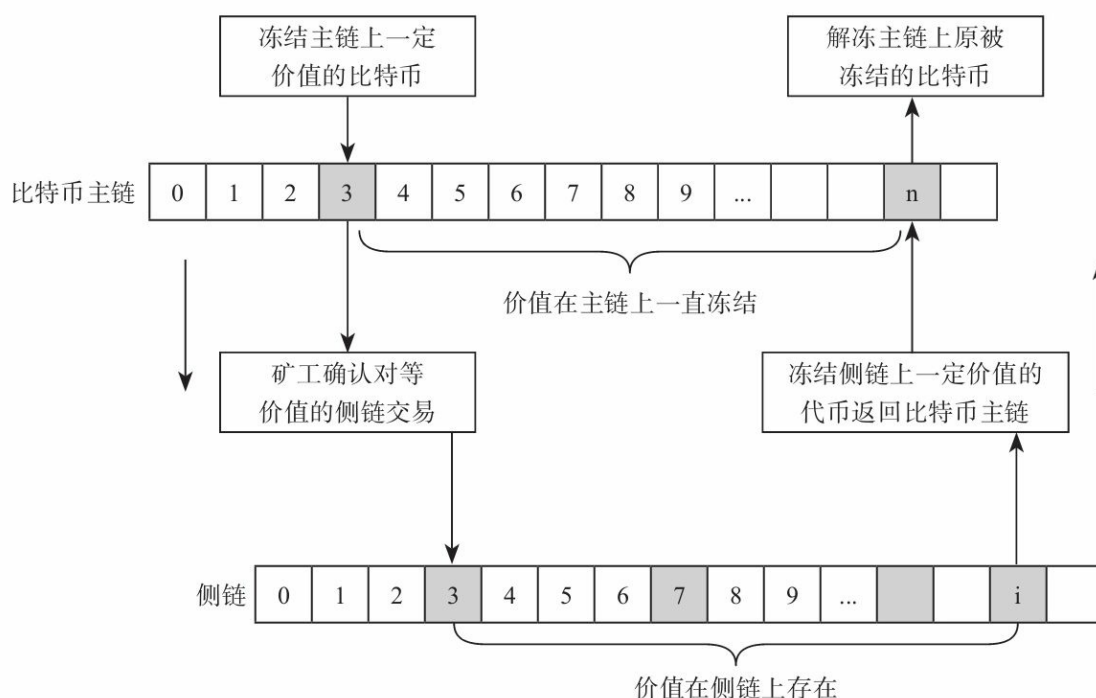 冻结主链上一定
价值的比特币
解冻主链上原被
冻结的比特币
比特币主链 0 1 2 3 4 5 6 7 8 9 ... n
价值在主链上一直冻结
矿工确认对等
价值的侧链交易
冻结侧链上一定价值的
代币返回比特币主链
侧链 0 1 2 3 4 5 6 7 8 9 ... i
价值在侧链上存在